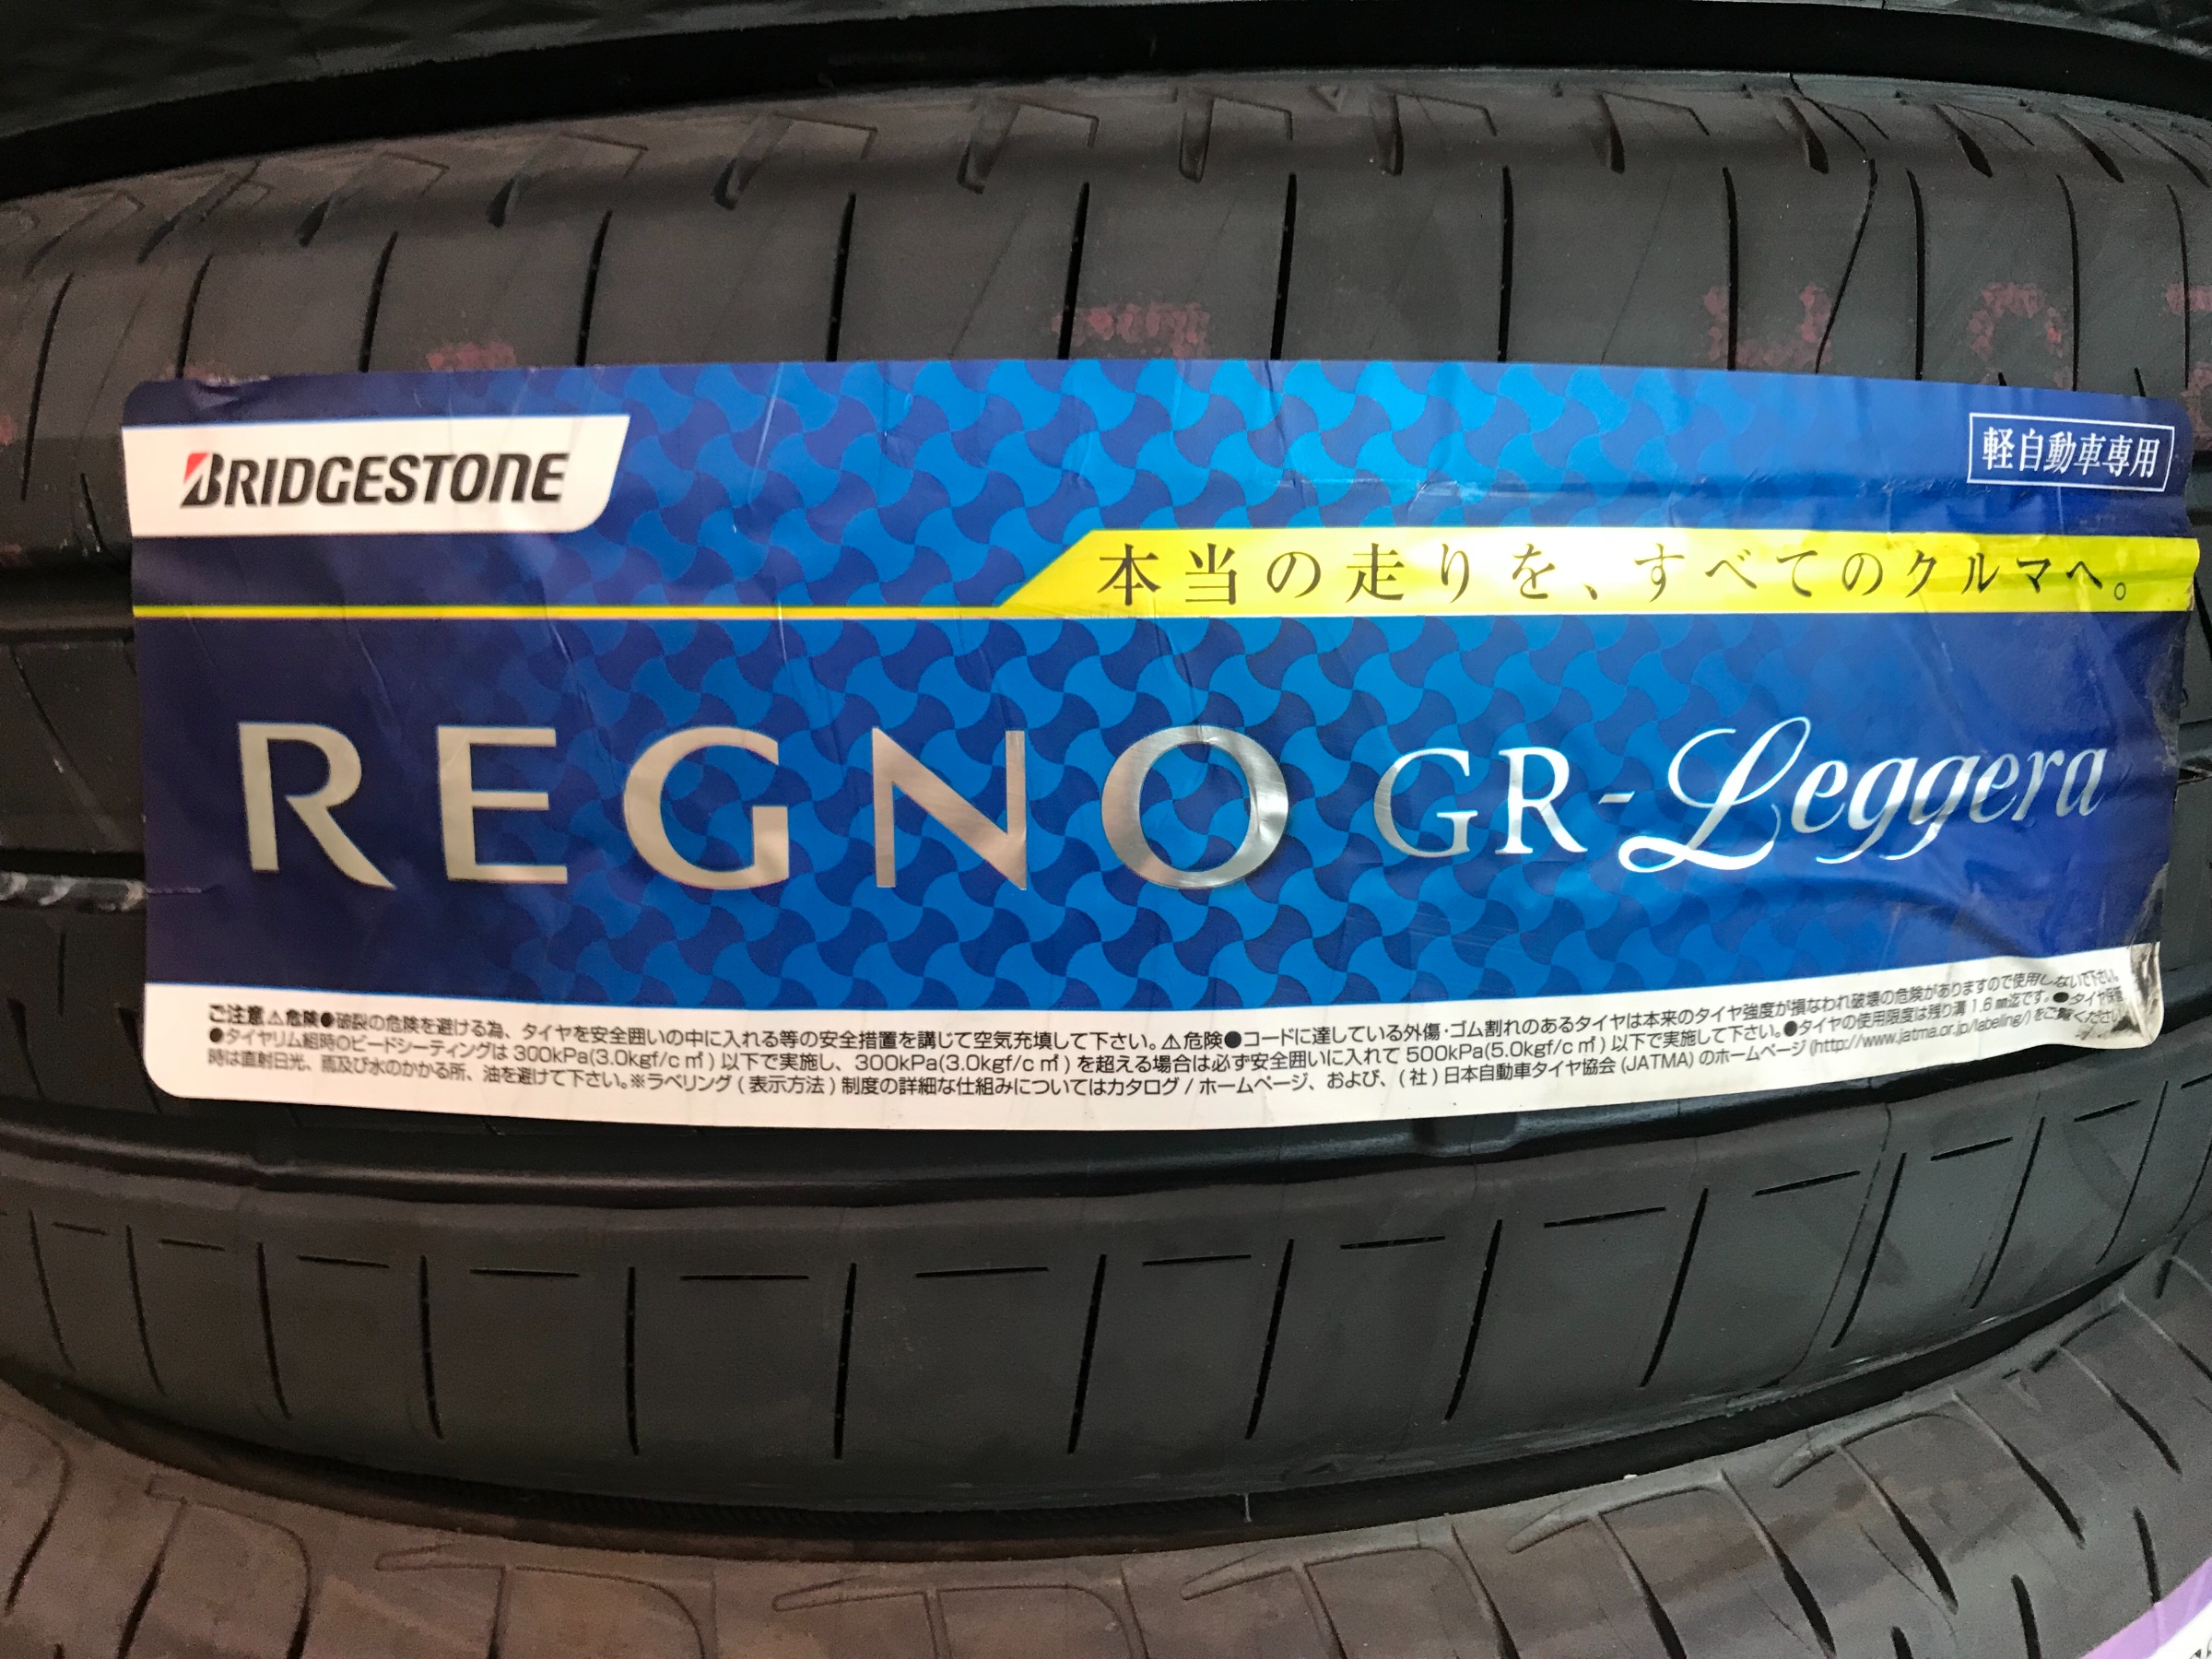 BRIDGESTONE
軽自動車専用
本当の走りを、すべてのクルマへ。
REGNO GR-Leggera
ご注意⚠危険●破裂の危険を避ける為、タイヤを安全囲いの中に入れる等の安全措置を講じて空気充填して下さい。⚠危険●コードに達している外傷・ゴム割れのあるタイヤは本来のタイヤ強度が損なわれ破壊の危険がありますので使用しないで下さい。
●タイヤリム組時のビードシーティングは 300kPa(3.0kgf/c㎡) 以下で実施し、300kPa(3.0kgf/c㎡) を超える場合は必ず安全囲いに入れて 500kPa(5.0kgf/c㎡) 以下で実施して下さい。●タイヤの使用限度は残り溝 1.6 ㎜迄です。●タイヤ保管
時は直射日光、雨及び水のかかる所、油を避けて下さい。※ラベリング ( 表示方法 ) 制度の詳細な仕組みについてはカタログ / ホームページ、および、( 社 ) 日本自動車タイヤ協会 (JATMA) のホームページ (http://www.jatma.or.jp/labeling/) をご覧ください。